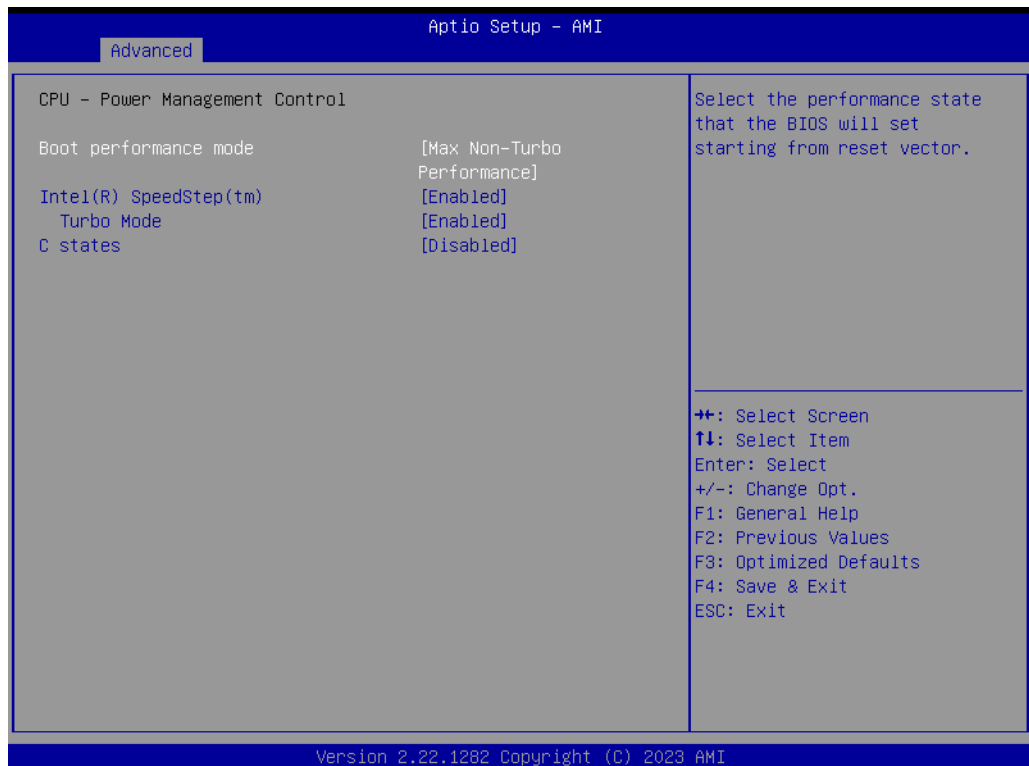 Aptio Setup – AMI
Advanced
CPU – Power Management Control
Boot performance mode [Max Non-Turbo
Performance]
Intel(R) SpeedStep(tm) [Enabled]
Turbo Mode [Enabled]
C states [Disabled]
Select the performance state
that the BIOS will set
starting from reset vector.
→←: Select Screen
↑↓: Select Item
Enter: Select
+/-: Change Opt.
F1: General Help
F2: Previous Values
F3: Optimized Defaults
F4: Save & Exit
ESC: Exit
Version 2.22.1282 Copyright (C) 2023 AMI